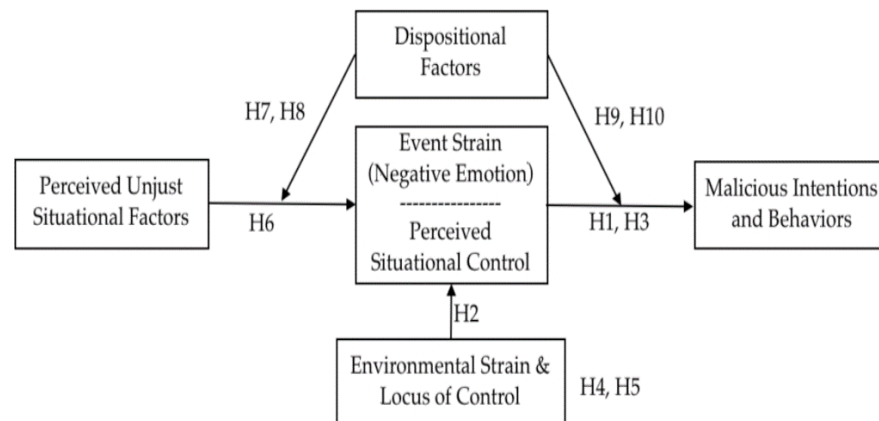 Dispositional
Factors
H7, H8
H9, H10
Event Strain
(Negative Emotion)
----------------
Perceived
Situational Control
Perceived Unjust
Situational Factors
H6
H1, H3
Malicious Intentions
and Behaviors
H2
Environmental Strain &
Locus of Control
H4, H5